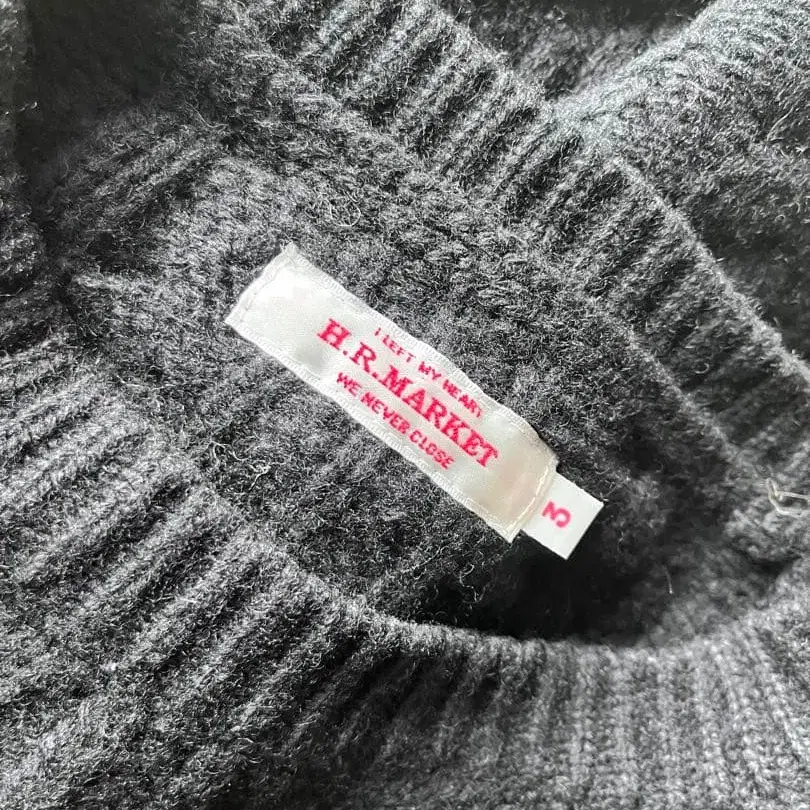 I LEFT MY HEART
H.R.MARKET
WE NEVER CLOSE
3